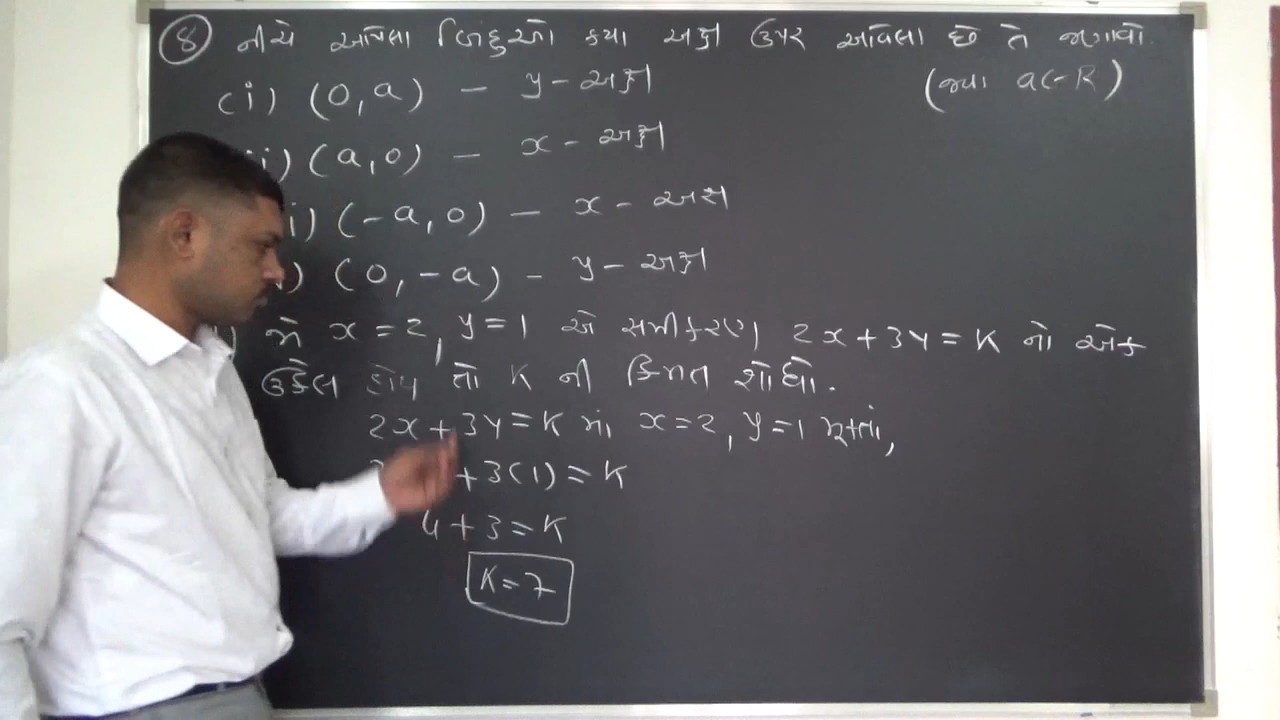 ⑧ નીચે આપેલા બિંદુઓ કયા અક્ષ ઉપર આવેલા છે તે જણાવો.
(i) (0, a) - y-અક્ષ (જ્યાં a ∈ R)
ii) (a, 0) - x-અક્ષ
i) (-a, 0) - x-અક્ષ
) (0, -a) - y-અક્ષ
) જો x = 2, y = 1 એ સમીકરણ 2x + 3y = K નો એક
ઉકેલ હોય તો K ની કિંમત શોધો.
2x + 3y = K માં x = 2, y = 1 મૂકતાં,
+ 3(1) = K
4 + 3 = K
K = 7